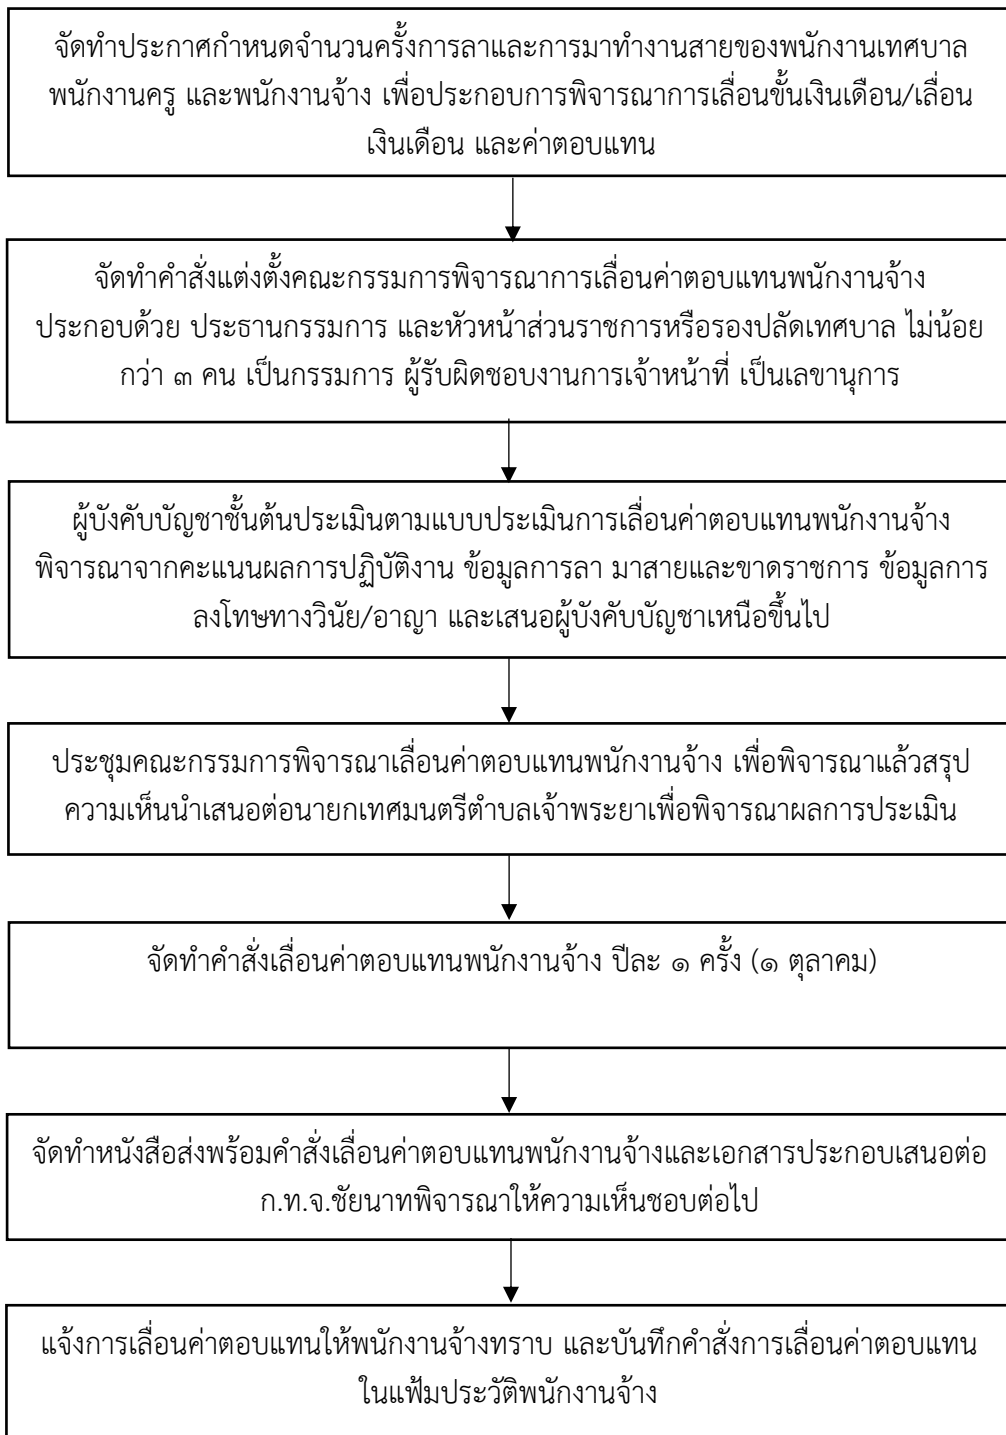 จัดทำประกาศกำหนดจำนวนครั้งการลาและการมาทำงานสายของพนักงานเทศบาล
พนักงานครู และพนักงานจ้าง เพื่อประกอบการพิจารณาการเลื่อนขั้นเงินเดือน/เลื่อน
เงินเดือน และค่าตอบแทน
จัดทำคำสั่งแต่งตั้งคณะกรรมการพิจารณาการเลื่อนค่าตอบแทนพนักงานจ้าง
ประกอบด้วย ประธานกรรมการ และหัวหน้าส่วนราชการหรือรองปลัดเทศบาล ไม่น้อย
กว่า ๓ คน เป็นกรรมการ ผู้รับผิดชอบงานการเจ้าหน้าที่ เป็นเลขานุการ
ผู้บังคับบัญชาชั้นต้นประเมินตามแบบประเมินการเลื่อนค่าตอบแทนพนักงานจ้าง
พิจารณาจากคะแนนผลการปฏิบัติงาน ข้อมูลการลา มาสายและขาดราชการ ข้อมูลการ
ลงโทษทางวินัย/อาญา และเสนอผู้บังคับบัญชาเหนือขึ้นไป
ประชุมคณะกรรมการพิจารณาเลื่อนค่าตอบแทนพนักงานจ้าง เพื่อพิจารณาแล้วสรุป
ความเห็นนำเสนอต่อนายกเทศมนตรีตำบลเจ้าพระยาเพื่อพิจารณาผลการประเมิน
จัดทำคำสั่งเลื่อนค่าตอบแทนพนักงานจ้าง ปีละ ๑ ครั้ง (๑ ตุลาคม)
จัดทำหนังสือส่งพร้อมคำสั่งเลื่อนค่าตอบแทนพนักงานจ้างและเอกสารประกอบเสนอต่อ
ก.ท.จ.ชัยนาทพิจารณาให้ความเห็นชอบต่อไป
แจ้งการเลื่อนค่าตอบแทนให้พนักงานจ้างทราบ และบันทึกคำสั่งการเลื่อนค่าตอบแทน
ในแฟ้มประวัติพนักงานจ้าง